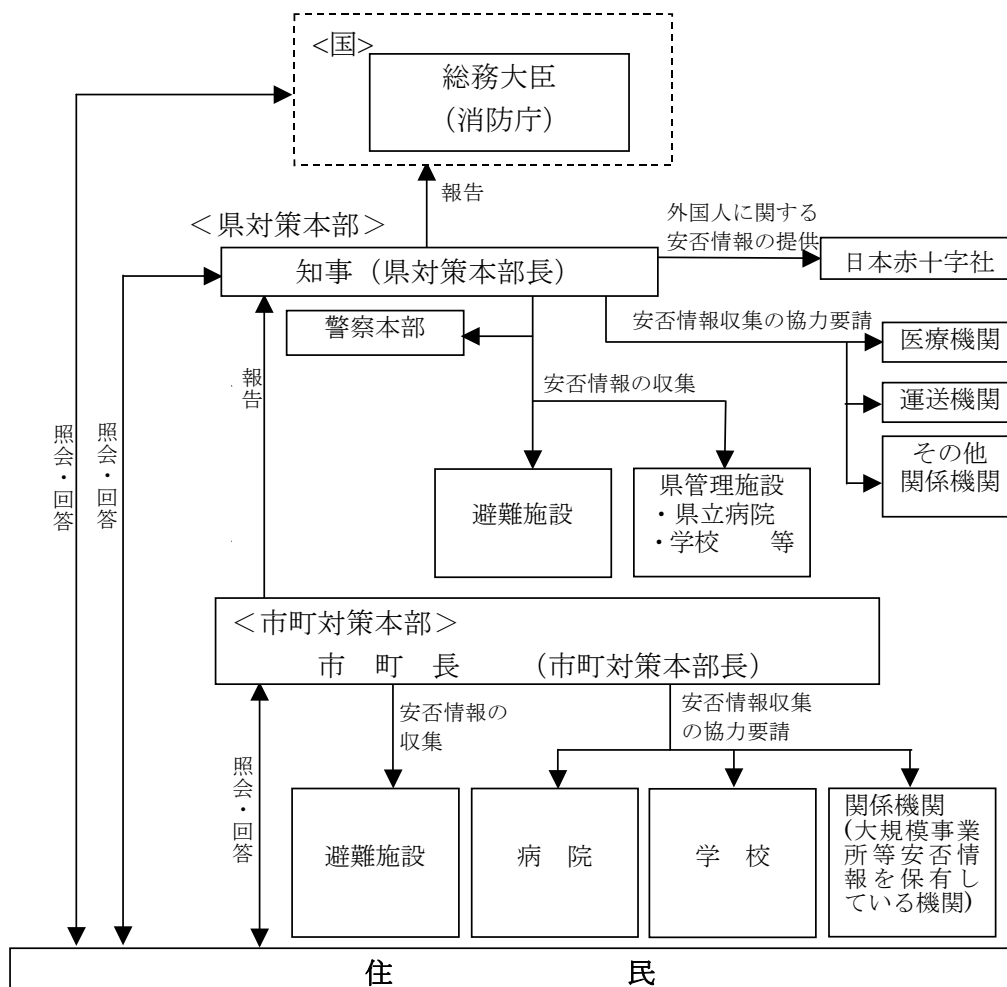 <国>
総務大臣
（消防庁）
報告
＜県対策本部＞
外国人に関する
安否情報の提供
知事（県対策本部長）
日本赤十字社
警察本部
安否情報収集の協力要請
医療機関
報告
安否情報の収集
運送機関
照会・回答
照会・回答
その他
関係機関
避難施設
県管理施設
・県立病院
・学校　　等
＜市町対策本部＞
市　町　長　　（市町対策本部長）
安否情報の
収集
安否情報収集
の協力要請
照会・回答
避難施設
病　院
学　校
関係機関
(大規模事業
所等安否情
報を保有し
ている機関)
住　　　　民